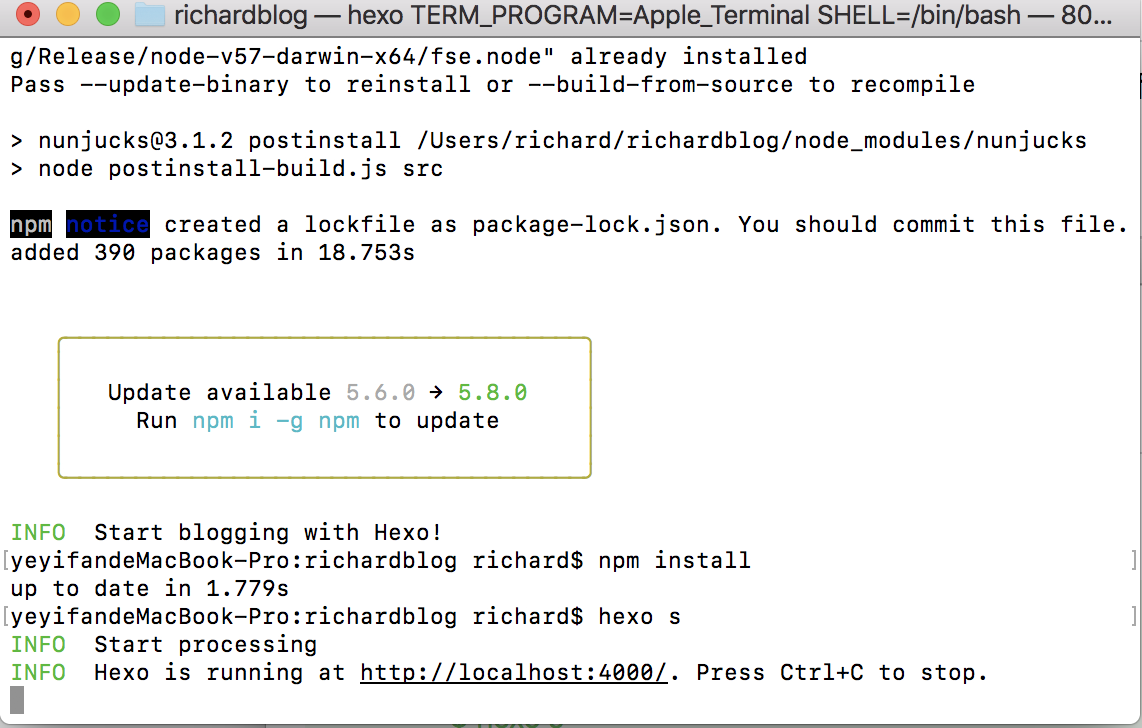 richardblog — hexo TERM_PROGRAM=Apple_Terminal SHELL=/bin/bash — 80...
g/Release/node-v57-darwin-x64/fse.node" already installed
Pass --update-binary to reinstall or --build-from-source to recompile
> nunjucks@3.1.2 postinstall /Users/richard/richardblog/node_modules/nunjucks
> node postinstall-build.js src
npm notice created a lockfile as package-lock.json. You should commit this file.
added 390 packages in 18.753s
Update available 5.6.0 → 5.8.0
Run npm i -g npm to update
INFO  Start blogging with Hexo!
[yeyifandeMacBook-Pro:richardblog richard$ npm install ]
up to date in 1.779s
[yeyifandeMacBook-Pro:richardblog richard$ hexo s ]
INFO  Start processing
INFO  Hexo is running at http://localhost:4000/. Press Ctrl+C to stop.